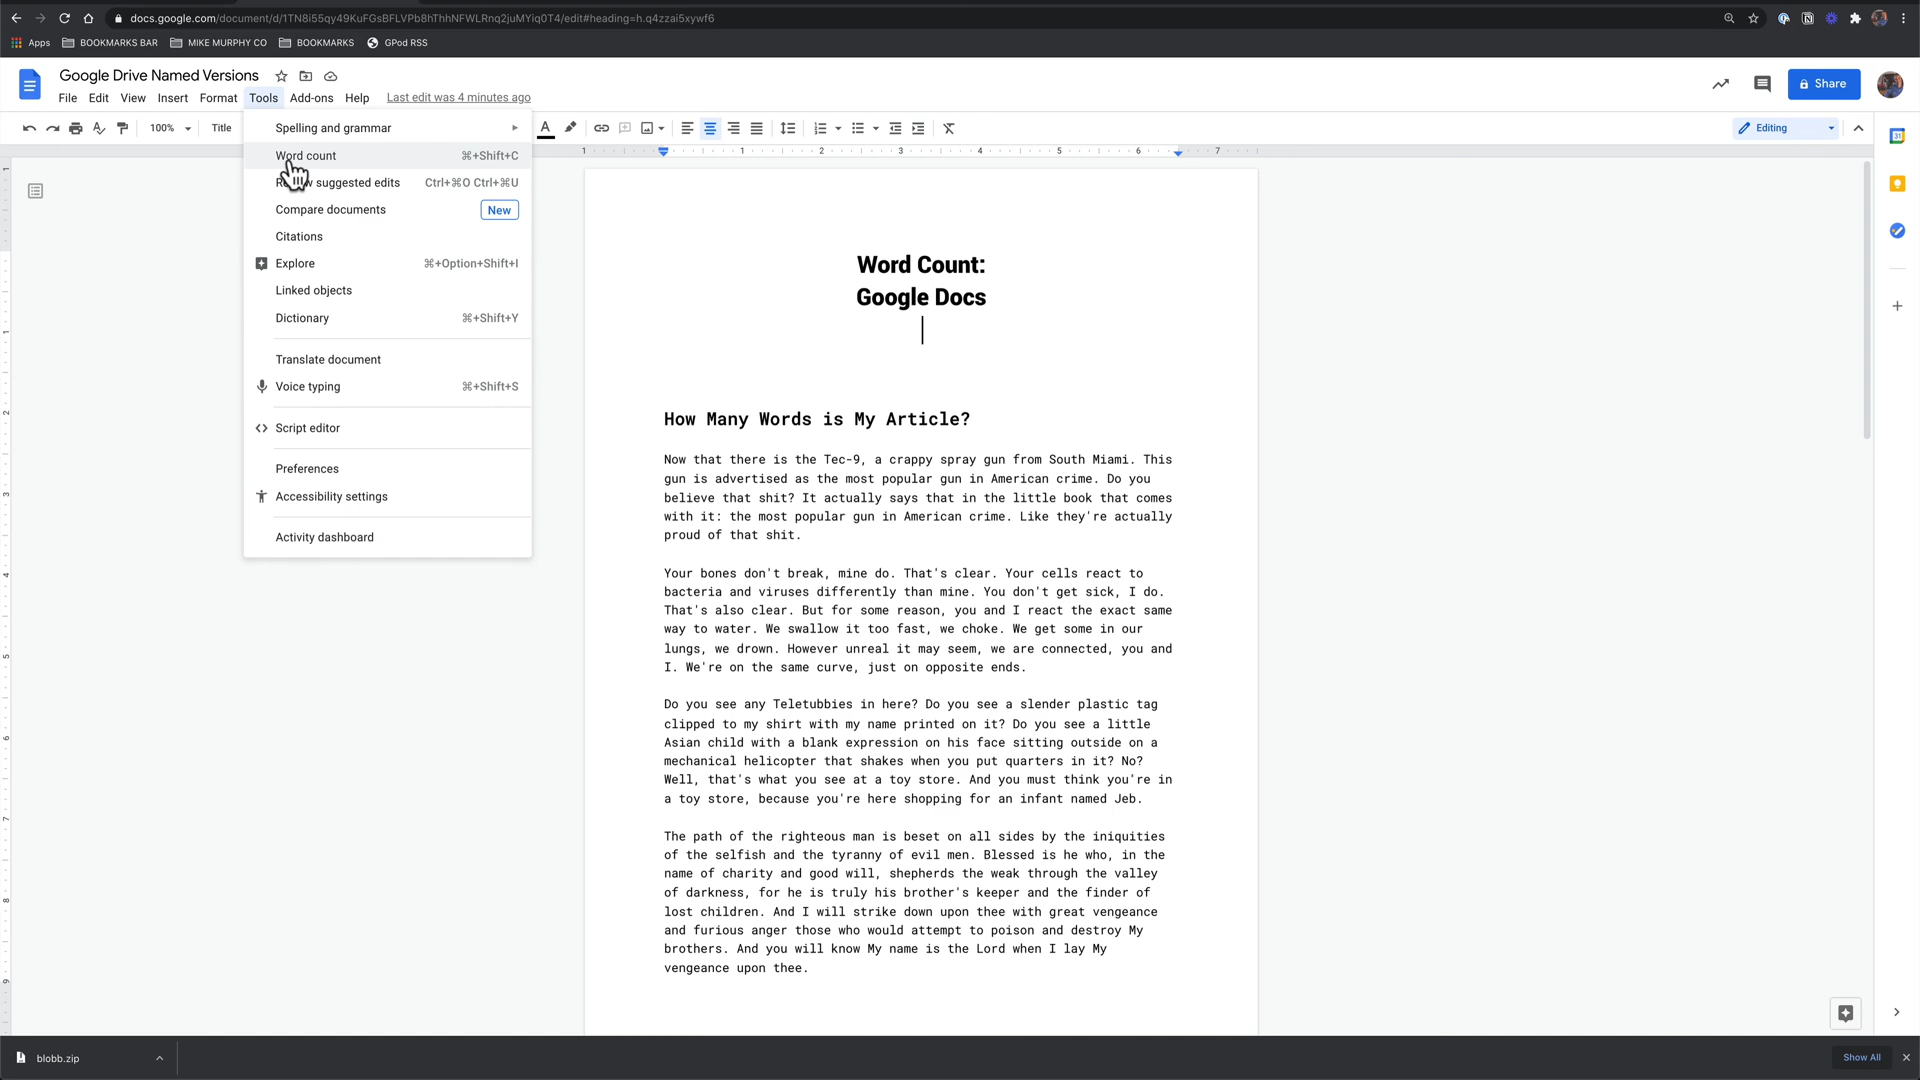 docs.google.com/document/d/1TN8i55qy49KuFGsBFLVPb8hThhNFWLRnq2juMYiq0T4/edit#heading=h.q4zzai5xywf6
Apps BOOKMARKS BAR MIKE MURPHY CO BOOKMARKS GPod RSS
Google Drive Named Versions
File Edit View Insert Format Tools Add-ons Help Last edit was 4 minutes ago
Share
100% Title
Editing
Spelling and grammar
Word count ⌘+Shift+C
suggested edits Ctrl+⌘O Ctrl+⌘U
Compare documents New
Citations
Explore ⌘+Option+Shift+I
Linked objects
Dictionary ⌘+Shift+Y
Translate document
Voice typing ⌘+Shift+S
Script editor
Preferences
Accessibility settings
Activity dashboard
1 1 2 3 4 5 6 7
1
1
2
3
4
5
6
7
8
9
31
Word Count:
Google Docs
How Many Words is My Article?
Now that there is the Tec-9, a crappy spray gun from South Miami. This
gun is advertised as the most popular gun in American crime. Do you
believe that shit? It actually says that in the little book that comes
with it: the most popular gun in American crime. Like they're actually
proud of that shit.
Your bones don't break, mine do. That's clear. Your cells react to
bacteria and viruses differently than mine. You don't get sick, I do.
That's also clear. But for some reason, you and I react the exact same
way to water. We swallow it too fast, we choke. We get some in our
lungs, we drown. However unreal it may seem, we are connected, you and
I. We're on the same curve, just on opposite ends.
Do you see any Teletubbies in here? Do you see a slender plastic tag
clipped to my shirt with my name printed on it? Do you see a little
Asian child with a blank expression on his face sitting outside on a
mechanical helicopter that shakes when you put quarters in it? No?
Well, that's what you see at a toy store. And you must think you're in
a toy store, because you're here shopping for an infant named Jeb.
The path of the righteous man is beset on all sides by the iniquities
of the selfish and the tyranny of evil men. Blessed is he who, in the
name of charity and good will, shepherds the weak through the valley
of darkness, for he is truly his brother's keeper and the finder of
lost children. And I will strike down upon thee with great vengeance
and furious anger those who would attempt to poison and destroy My
brothers. And you will know My name is the Lord when I lay My
vengeance upon thee.
blobb.zip
Show All